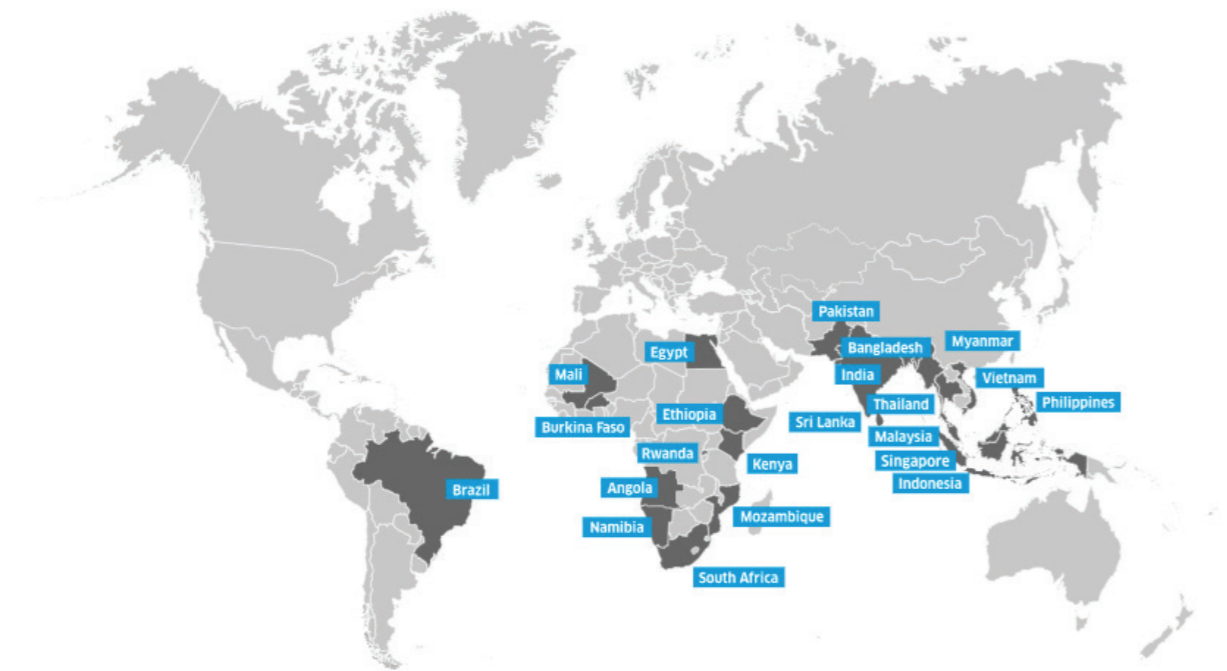 Pakistan
Myanmar
Bangladesh
Egypt
Mali
India
Vietnam
Philippines
Thailand
Ethiopia
Sri Lanka
Burkina Faso
Malaysia
Rwanda
Singapore
Kenya
Indonesia
Angola
Brazil
Mozambique
Namibia
South Africa